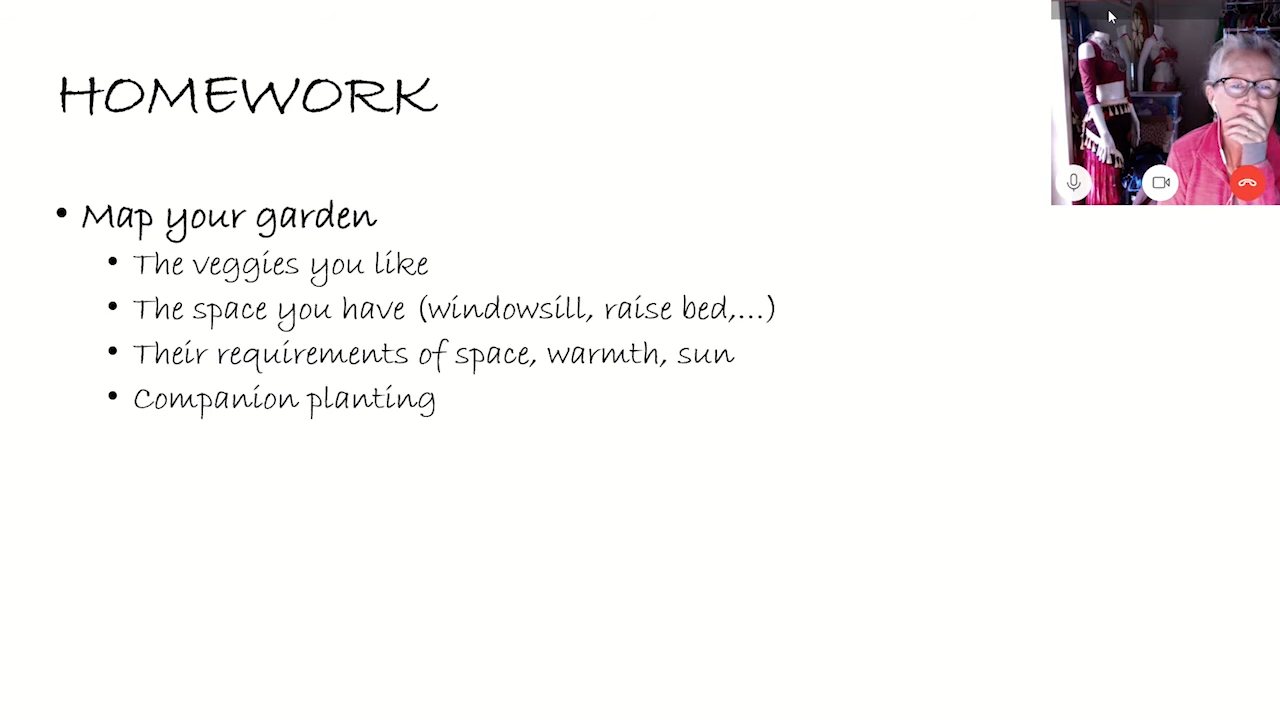 HOMEWORK
• Map your garden
• The veggies you like
• The space you have (windowsill, raise bed,...)
• Their requirements of space, warmth, sun
• Companion planting